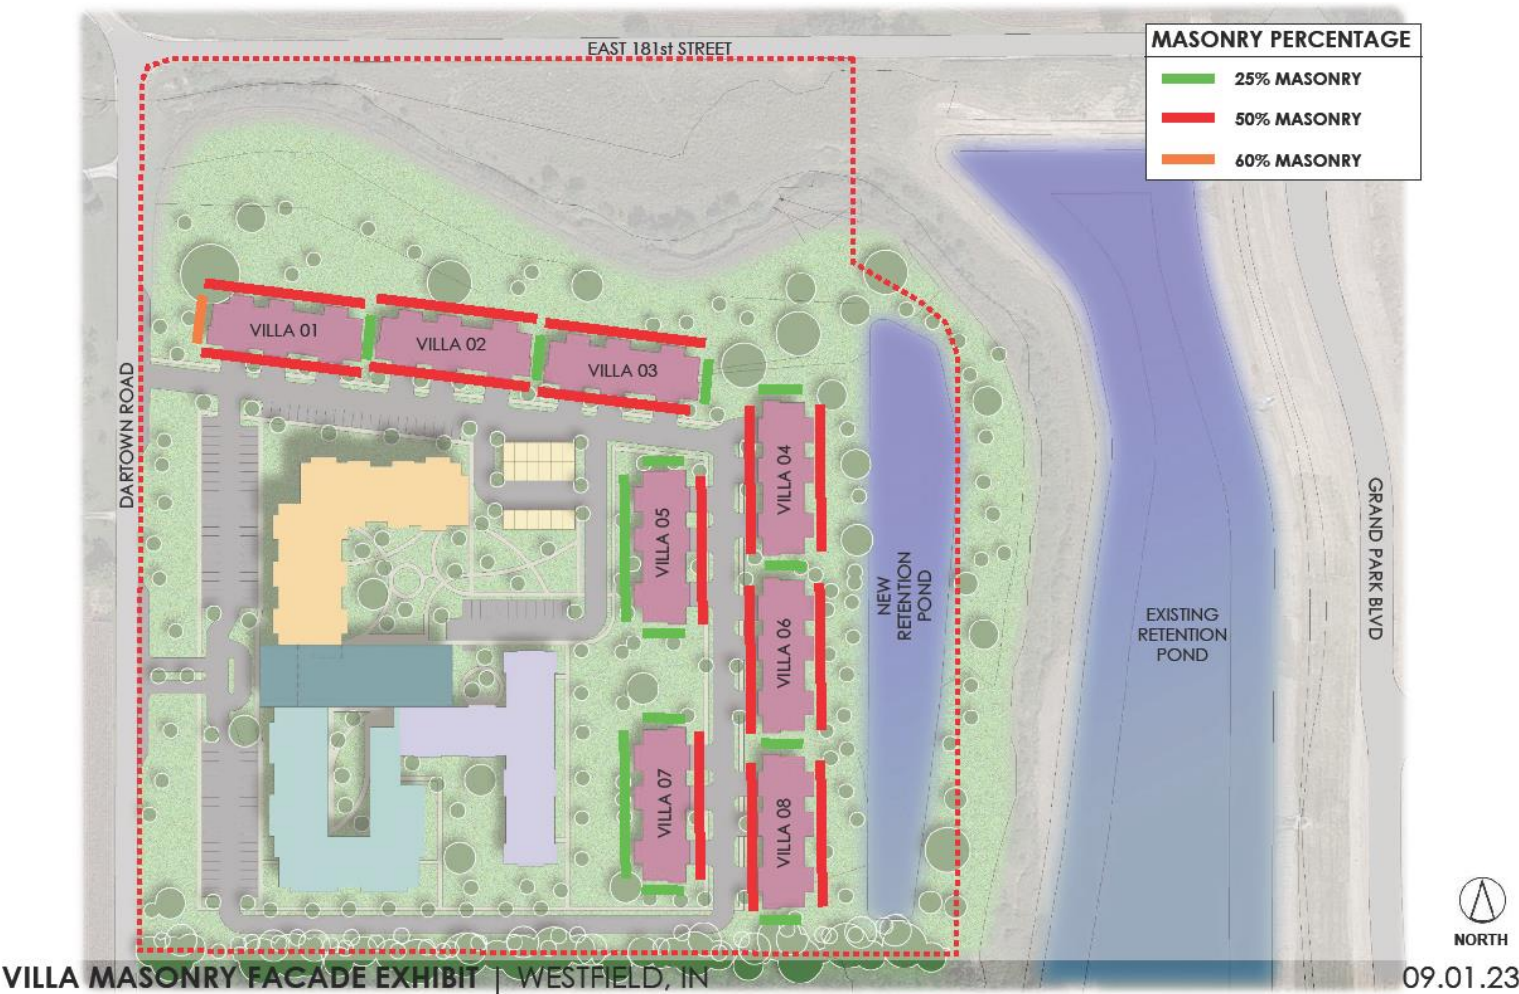 EAST 181st STREET
MASONRY PERCENTAGE
25% MASONRY
50% MASONRY
60% MASONRY
VILLA 01
VILLA 02
VILLA 03
DARTOWN ROAD
VILLA 04
VILLA 05
GRAND PARK BLVD
NEW
RETENTION
POND
VILLA 06
EXISTING
RETENTION
POND
VILLA 07
VILLA 08
NORTH
VILLA MASONRY FACADE EXHIBIT | WESTFIELD, IN
09.01.23